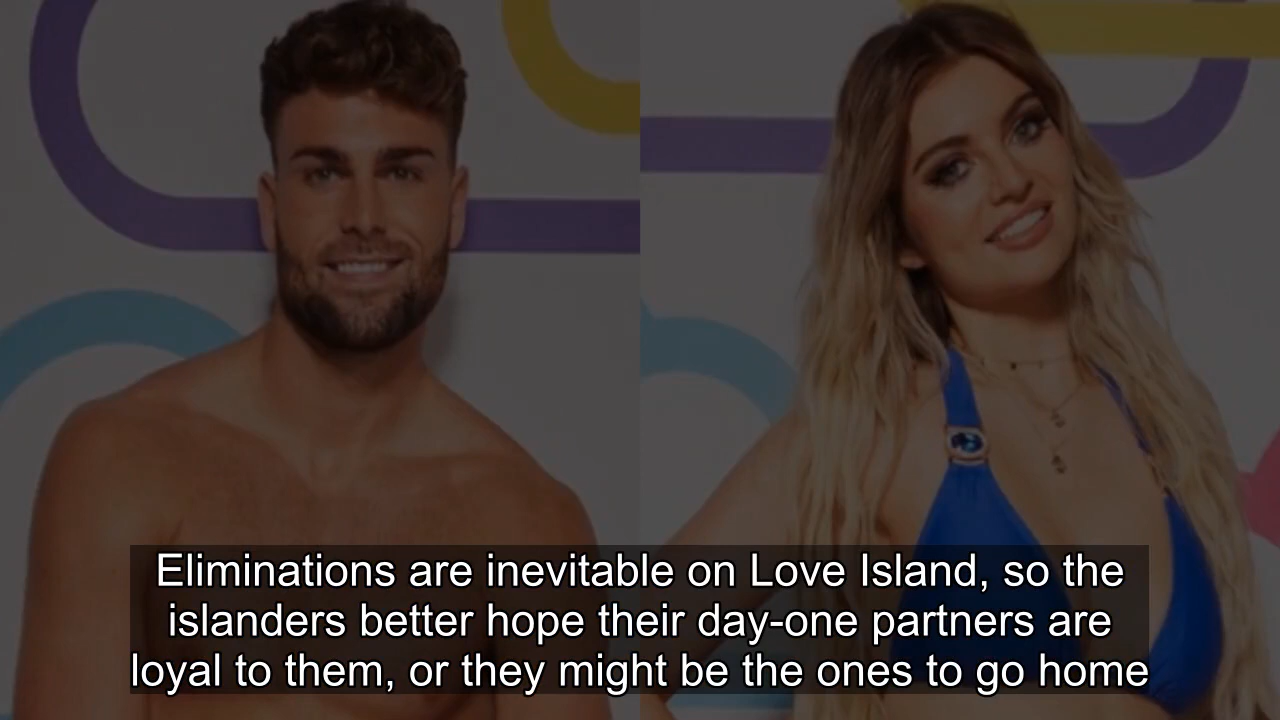 Eliminations are inevitable on Love Island, so the
islanders better hope their day-one partners are
loyal to them, or they might be the ones to go home